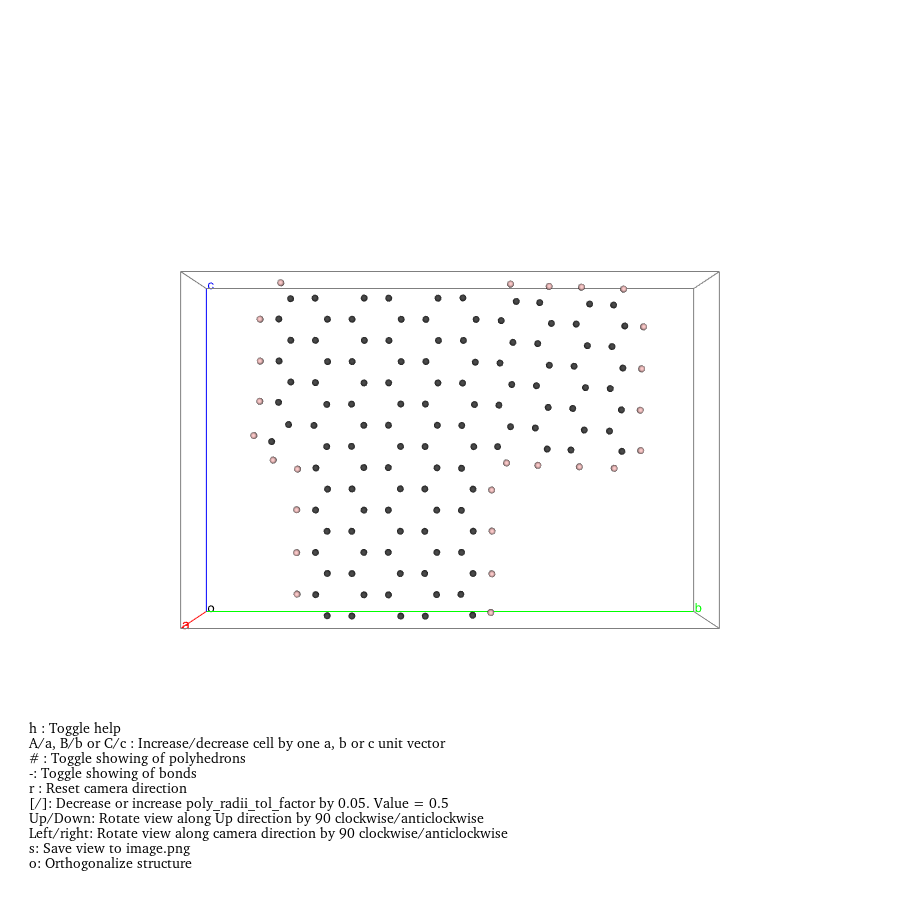 c
o
b
a
h : Toggle help
A/a, B/b or C/c : Increase/decrease cell by one a, b or c unit vector
# : Toggle showing of polyhedrons
-: Toggle showing of bonds
r : Reset camera direction
[/]: Decrease or increase poly_radii_tol_factor by 0.05. Value = 0.5
Up/Down: Rotate view along Up direction by 90 clockwise/anticlockwise
Left/right: Rotate view along camera direction by 90 clockwise/anticlockwise
s: Save view to image.png
o: Orthogonalize structure